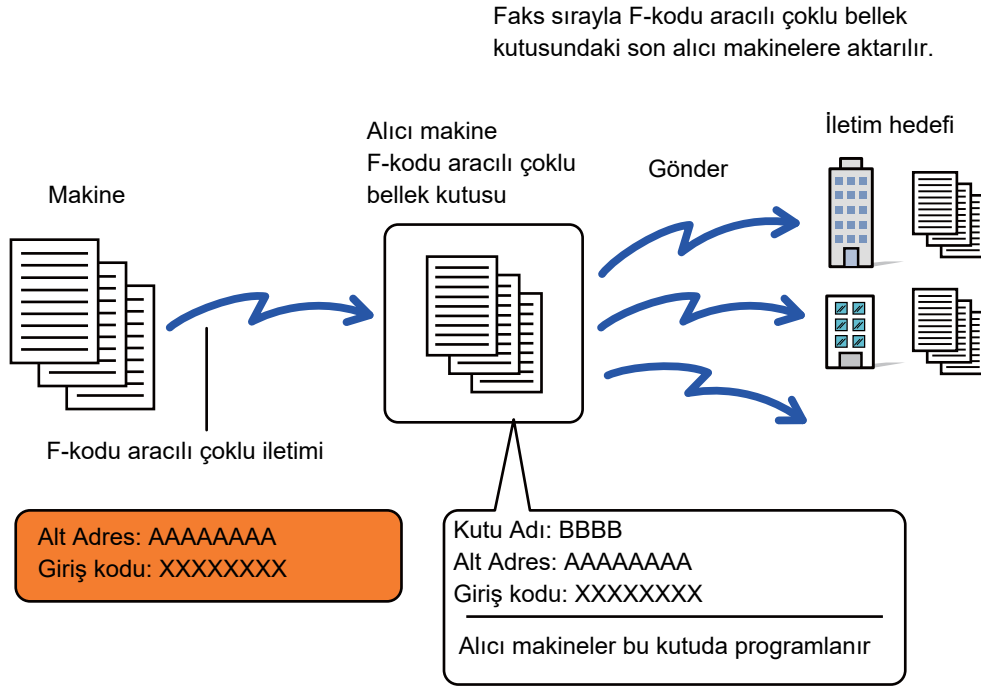 Faks sırayla F-kodu aracılı çoklu bellek
kutusundaki son alıcı makinelere aktarılır.
Makine
Alıcı makine
F-kodu aracılı çoklu
bellek kutusu
Gönder
İletim hedefi
F-kodu aracılı çoklu iletimi
Alt Adres: AAAAAAAA
Giriş kodu: XXXXXXXX
Kutu Adı: BBBB
Alt Adres: AAAAAAAA
Giriş kodu: XXXXXXXX
Alıcı makineler bu kutuda programlanır